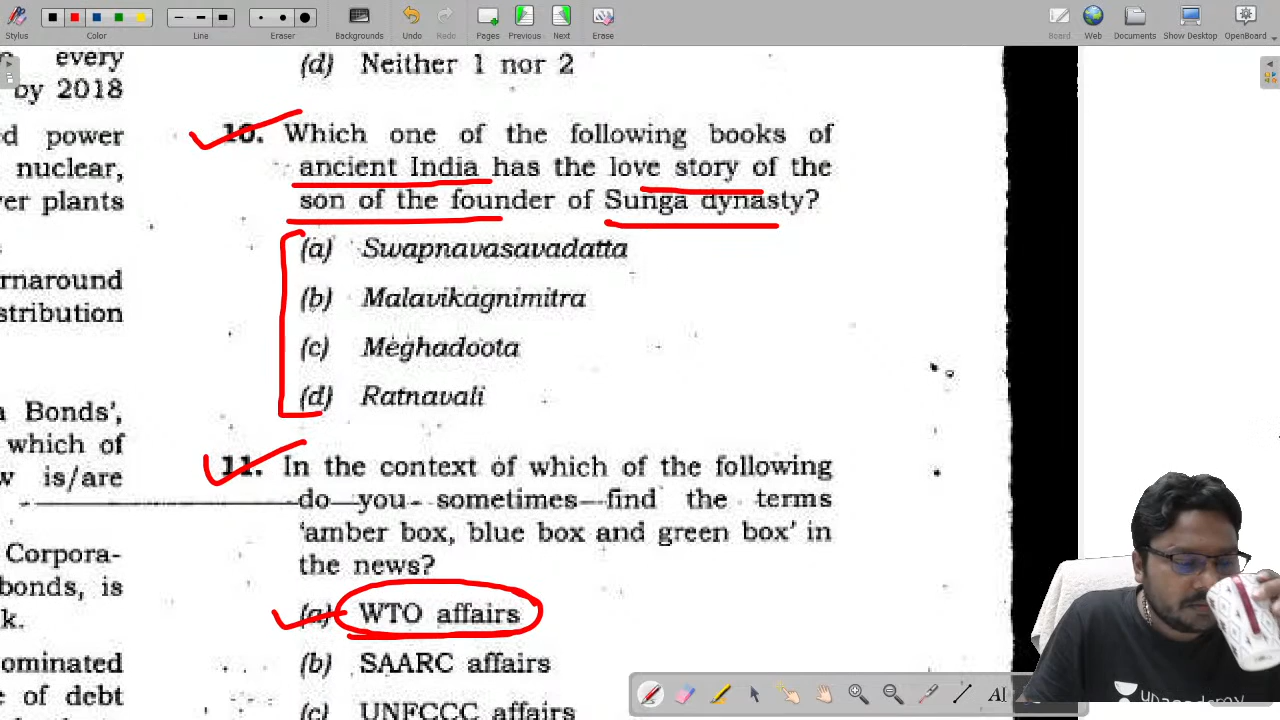 Stylus
Color
Line
Eraser
Backgrounds
Undo
Redo
Pages
Previous
Next
Erase
Board
Web
Documents
Show Desktop
OpenBoard
every
by 2018
power
nuclear,
plants
stribution
Bonds',
which of
is/are
Corpora-
bonds, is
k.
ominated
e of debt
(d) Neither 1 nor 2
10. Which one of the following books of
ancient India has the love story of the
son of the founder of Sunga dynasty?
(a) Swapnavasavadatta
(b) Malavikagnimitra
(c) Meghadoota
(d) Ratnavali
11. In the context of which of the following
do you sometimes find the terms
'amber box, blue box and green box' in
the news?
(a) WTO affairs
(b) SAARC affairs
(c) UNFCCC affairs
AI